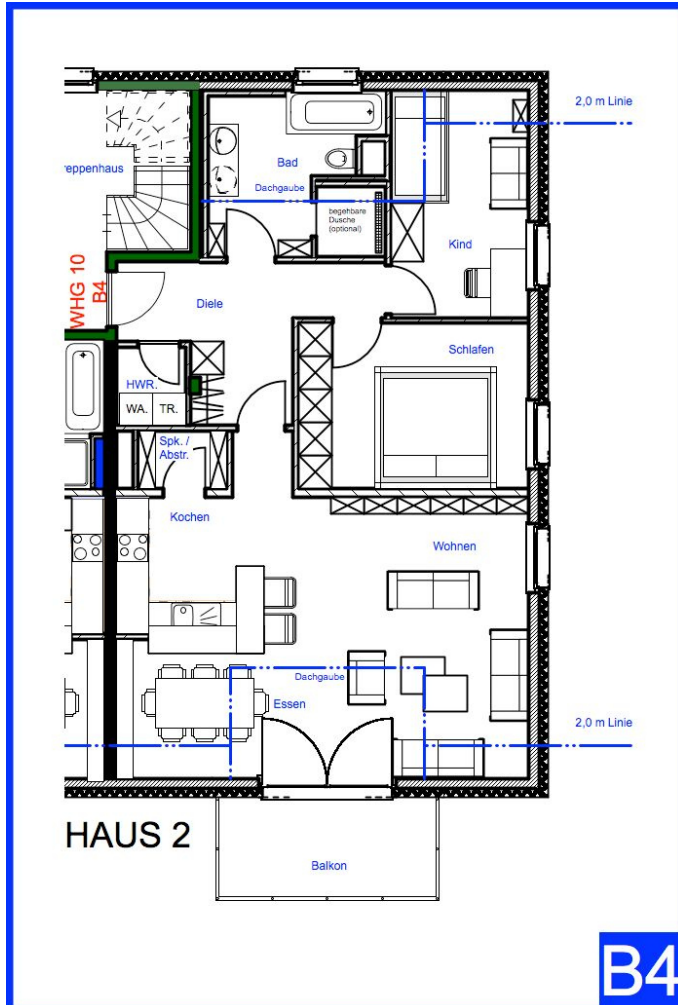 2,0 m Linie
Bad
reppenhaus
Dachgaube
begehbare
Dusche
(optional)
Kind
WHG 10
B4
Diele
Schlafen
HWR.
WA.
TR.
Spk. /
Abstr.
Kochen
Wohnen
Dachgaube
Essen
2,0 m Linie
HAUS 2
Balkon
B4